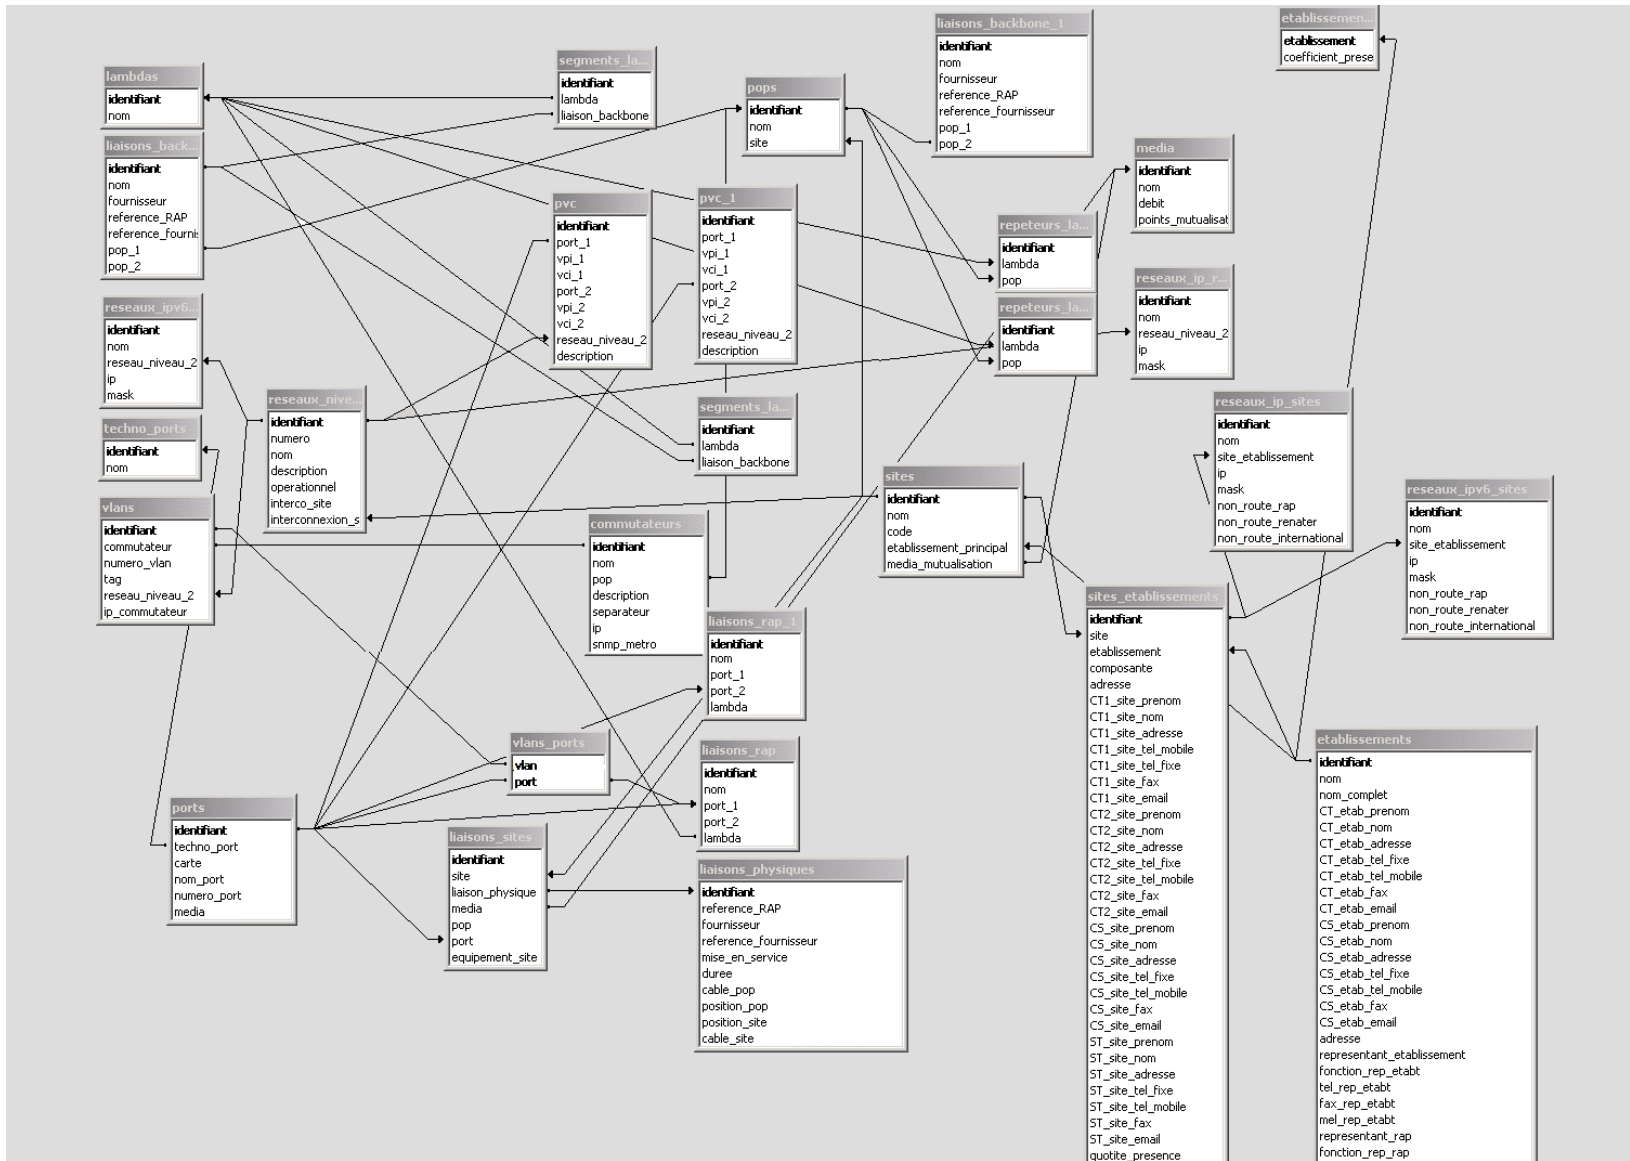 lambdas
identifiant
nom
liaisons_back...
identifiant
nom
fournisseur
reference_RAP
reference_fournis
pop_1
pop_2
reseaux_ipv6...
identifiant
nom
reseau_niveau_2
ip
mask
techno_ports
identifiant
nom
vlans
identifiant
commutateur
numero_vlan
tag
reseau_niveau_2
ip_commutateur
ports
identifiant
techno_port
carte
nom_port
numero_port
media
reseaux_nive...
identifiant
numero
nom
description
operationnel
interco_site
interconnexion_s
segments_la...
identifiant
lambda
liaison_backbone
pvc
identifiant
port_1
vpi_1
vci_1
port_2
vpi_2
vci_2
reseau_niveau_2
description
pops
identifiant
nom
site
pvc_1
identifiant
port_1
vpi_1
vci_1
port_2
vpi_2
vci_2
reseau_niveau_2
description
segments_la...
identifiant
lambda
liaison_backbone
commutateurs
identifiant
nom
pop
description
separateur
ip
snmp_metro
liaisons_rap_1
identifiant
nom
port_1
port_2
lambda
vlans_ports
vlan
port
liaisons_rap
identifiant
nom
port_1
port_2
lambda
liaisons_sites
identifiant
site
liaison_physique
media
pop
port
equipement_site
liaisons_physiques
identifiant
reference_RAP
fournisseur
reference_fournisseur
mise_en_service
duree
cable_pop
position_pop
position_site
cable_site
liaisons_backbone_1
identifiant
nom
fournisseur
reference_RAP
reference_fournisseur
pop_1
pop_2
repeteurs_la...
identifiant
lambda
pop
repeteurs_la...
identifiant
lambda
pop
media
identifiant
nom
debit
points_mutualisat
reseaux_ip_r...
identifiant
nom
reseau_niveau_2
ip
mask
etablissemen...
etablissement
coefficient_prese
sites
identifiant
nom
code
etablissement_principal
media_mutualisation
reseaux_ip_sites
identifiant
nom
site_etablissement
ip
mask
non_route_rap
non_route_renater
non_route_international
reseaux_ipv6_sites
identifiant
nom
site_etablissement
ip
mask
non_route_rap
non_route_renater
non_route_international
sites_etablissements
identifiant
site
etablissement
composante
adresse
CT1_site_prenom
CT1_site_nom
CT1_site_adresse
CT1_site_tel_mobile
CT1_site_tel_fixe
CT1_site_fax
CT1_site_email
CT2_site_prenom
CT2_site_nom
CT2_site_adresse
CT2_site_tel_fixe
CT2_site_tel_mobile
CT2_site_fax
CT2_site_email
CS_site_prenom
CS_site_nom
CS_site_adresse
CS_site_tel_fixe
CS_site_tel_mobile
CS_site_fax
CS_site_email
ST_site_prenom
ST_site_nom
ST_site_adresse
ST_site_tel_fixe
ST_site_tel_mobile
ST_site_fax
ST_site_email
quotite_presence
etablissements
identifiant
nom
nom_complet
CT_etab_prenom
CT_etab_nom
CT_etab_adresse
CT_etab_tel_fixe
CT_etab_tel_mobile
CT_etab_fax
CT_etab_email
CS_etab_prenom
CS_etab_nom
CS_etab_adresse
CS_etab_tel_fixe
CS_etab_tel_mobile
CS_etab_fax
CS_etab_email
adresse
representant_etablissement
fonction_rep_etabt
tel_rep_etabt
fax_rep_etabt
mel_rep_etabt
representant_rap
fonction_rep_rap